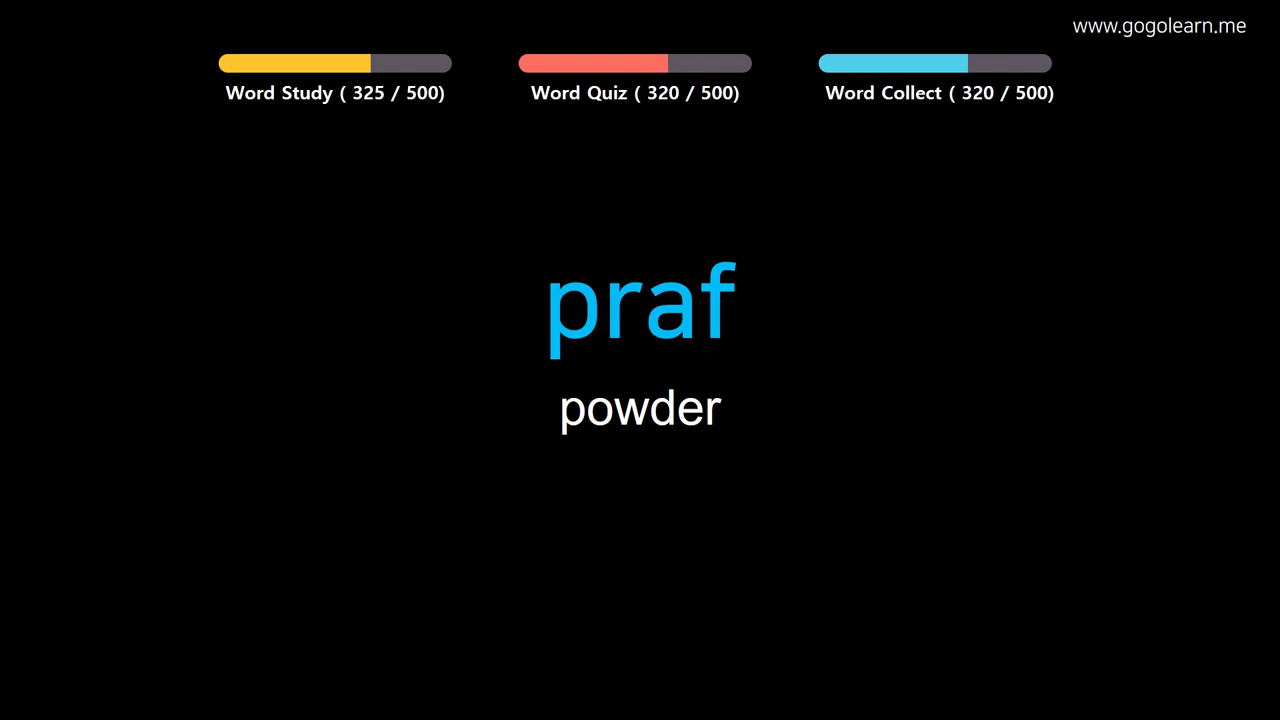 www.gogolearn.me
Word Study ( 325 / 500)
Word Quiz ( 320 / 500)
Word Collect ( 320 / 500)
praf
powder